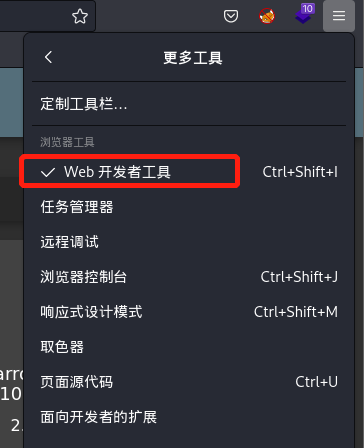 10
更多工具
定制工具栏...
浏览器工具
Web 开发者工具 Ctrl+Shift+I
任务管理器
远程调试
浏览器控制台 Ctrl+Shift+J
响应式设计模式 Ctrl+Shift+M
取色器
页面源代码 Ctrl+U
面向开发者的扩展
arro
10
2